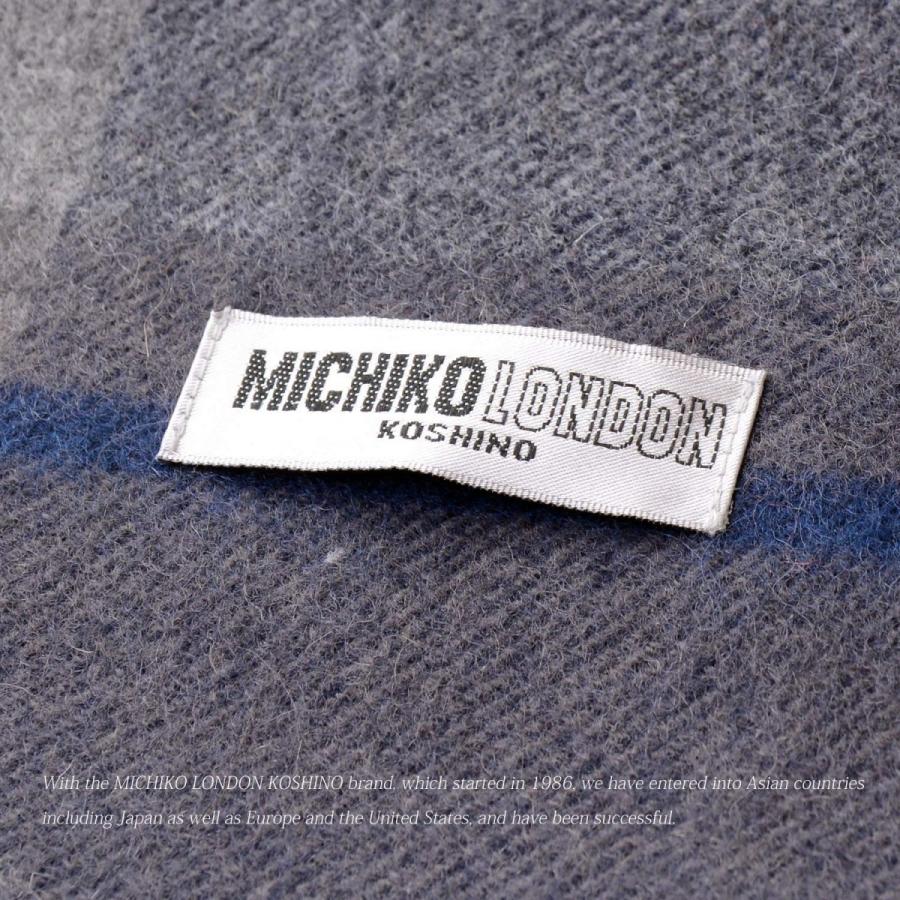 MICHIKO LONDON
KOSHINO
With the MICHIKO LONDON KOSHINO brand, which started in 1986, we have entered into Asian countries
including Japan as well as Europe and the United States, and have been successful.